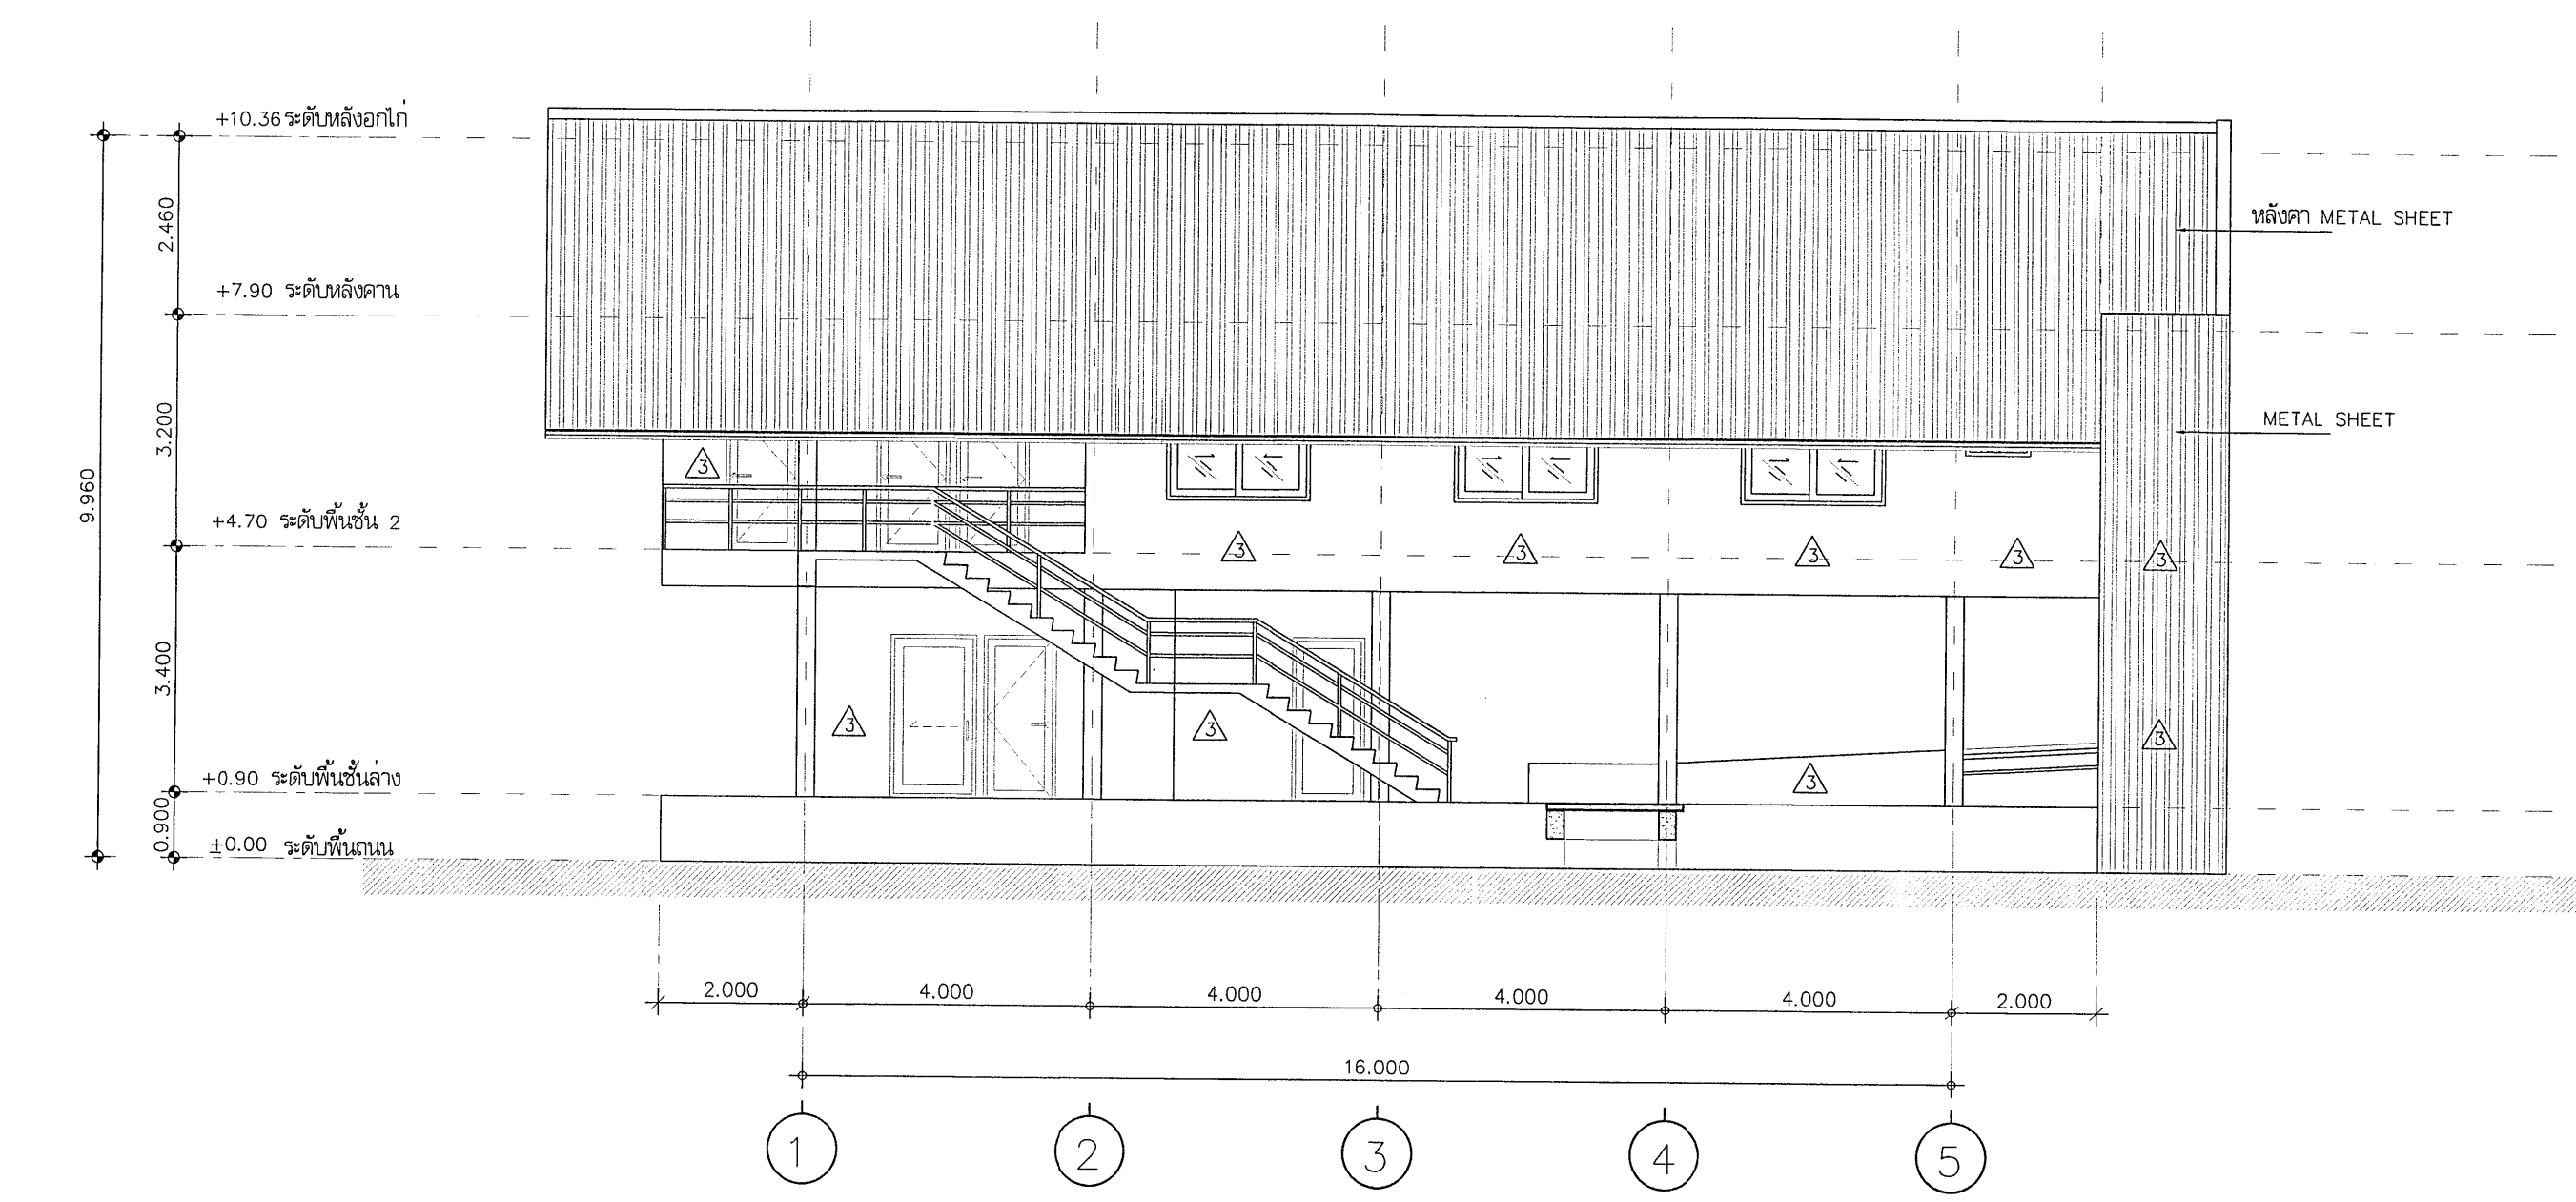 +10.36 ระดับหลังอกไก่
2.460
หลังคา METAL SHEET
+7.90 ระดับหลังคาน
3.200
METAL SHEET
9.960
3
+4.70 ระดับพื้นชั้น 2
3
3
3
3
3
3.400
3
3
3
3
+0.90 ระดับพื้นชั้นล่าง
0.900
±0.00 ระดับพื้นถนน
2.000 4.000 4.000 4.000 4.000 2.000
16.000
1 2 3 4 5